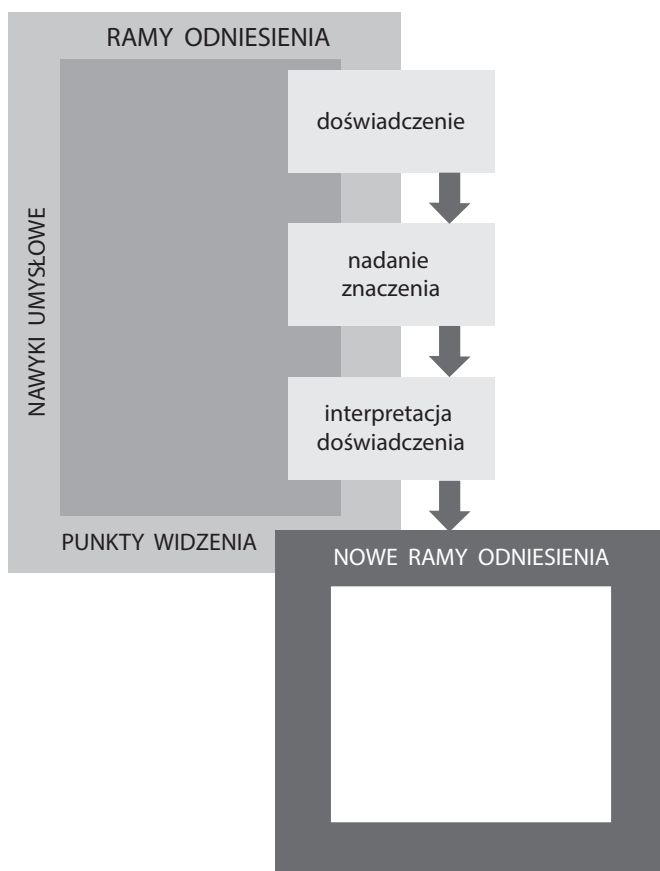 RAMY ODNIESIENIA
doświadczenie
NAWYKI UMYSŁOWE
nadanie
znaczenia
interpretacja
doświadczenia
PUNKTY WIDZENIA
NOWE RAMY ODNIESIENIA